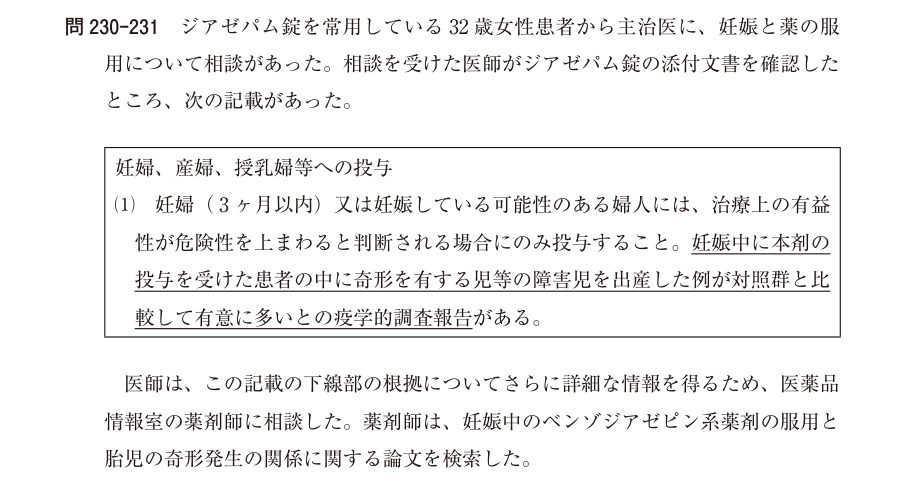 問 230-231 ジアゼパム錠を常用している 32 歳女性患者から主治医に、妊娠と薬の服
用について相談があった。相談を受けた医師がジアゼパム錠の添付文書を確認した
ところ、次の記載があった。
妊婦、産婦、授乳婦等への投与
⑴ 妊婦(3ヶ月以内)又は妊娠している可能性のある婦人には、治療上の有益
性が危険性を上まわると判断される場合にのみ投与すること。妊娠中に本剤の
投与を受けた患者の中に奇形を有する児等の障害児を出産した例が対照群と比
較して有意に多いとの疫学的調査報告がある。
医師は、この記載の下線部の根拠についてさらに詳細な情報を得るため、医薬品
情報室の薬剤師に相談した。薬剤師は、妊娠中のベンゾジアゼピン系薬剤の服用と
胎児の奇形発生の関係に関する論文を検索した。